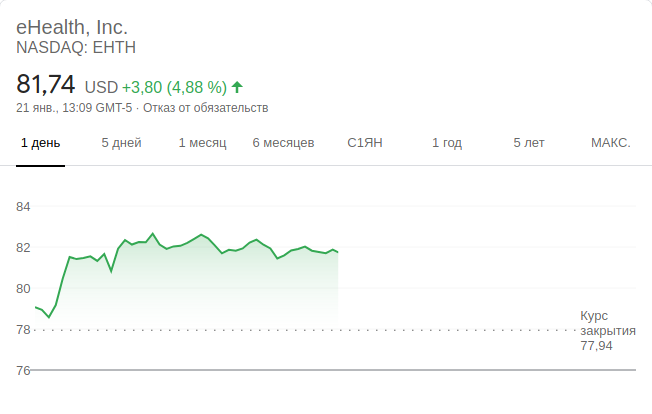 eHealth, Inc.
NASDAQ: EHTH
81,74 USD +3,80 (4,88 %)
21 янв., 13:09 GMT-5 · Отказ от обязательств
1 день 5 дней 1 месяц 6 месяцев С1ЯН 1 год 5 лет МАКС.
84
82
80
78
76
Курс
закрытия
77,94